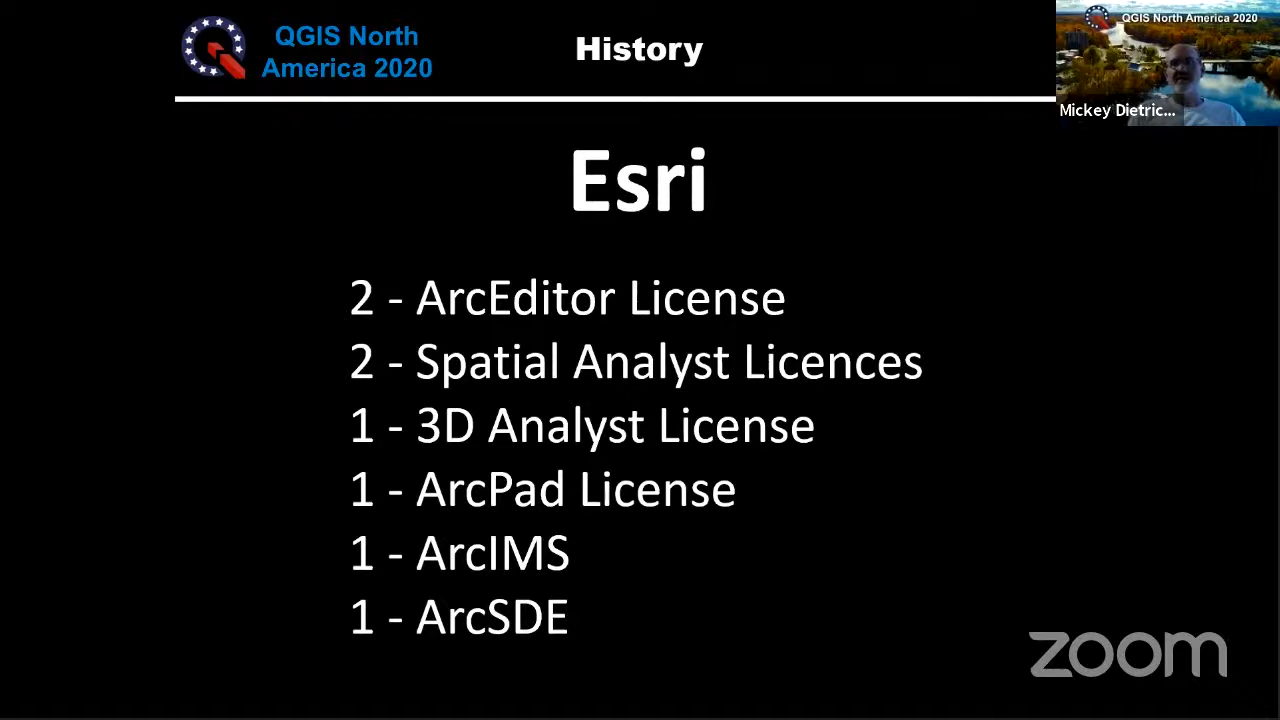 QGIS North
America 2020
History
QGIS North America 2020
Mickey Dietric...
Esri
2 - ArcEditor License
2 - Spatial Analyst Licences
1 - 3D Analyst License
1 - ArcPad License
1 - ArcIMS
1 - ArcSDE
zoom